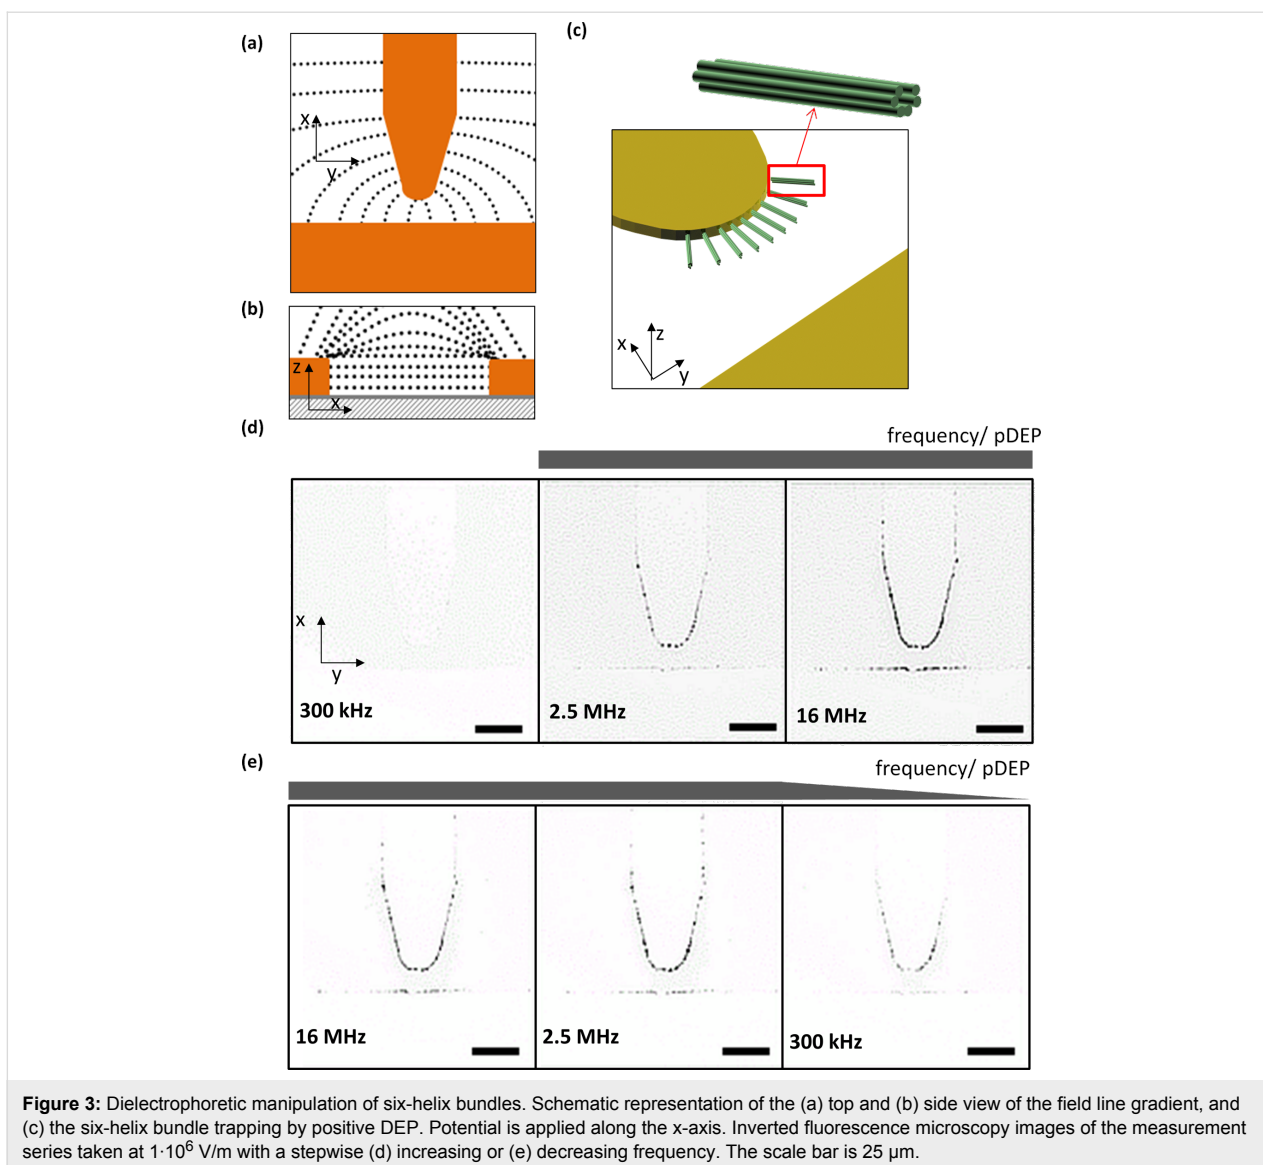 (a)
x
y
(b)
z
x
(c)
z
x
y
(d)
frequency/ pDEP
x
y
300 kHz
2.5 MHz
16 MHz
(e)
frequency/ pDEP
16 MHz
2.5 MHz
300 kHz
Figure 3: Dielectrophoretic manipulation of six-helix bundles. Schematic representation of the (a) top and (b) side view of the field line gradient, and
(c) the six-helix bundle trapping by positive DEP. Potential is applied along the x-axis. Inverted fluorescence microscopy images of the measurement
series taken at 1·10⁶ V/m with a stepwise (d) increasing or (e) decreasing frequency. The scale bar is 25 µm.